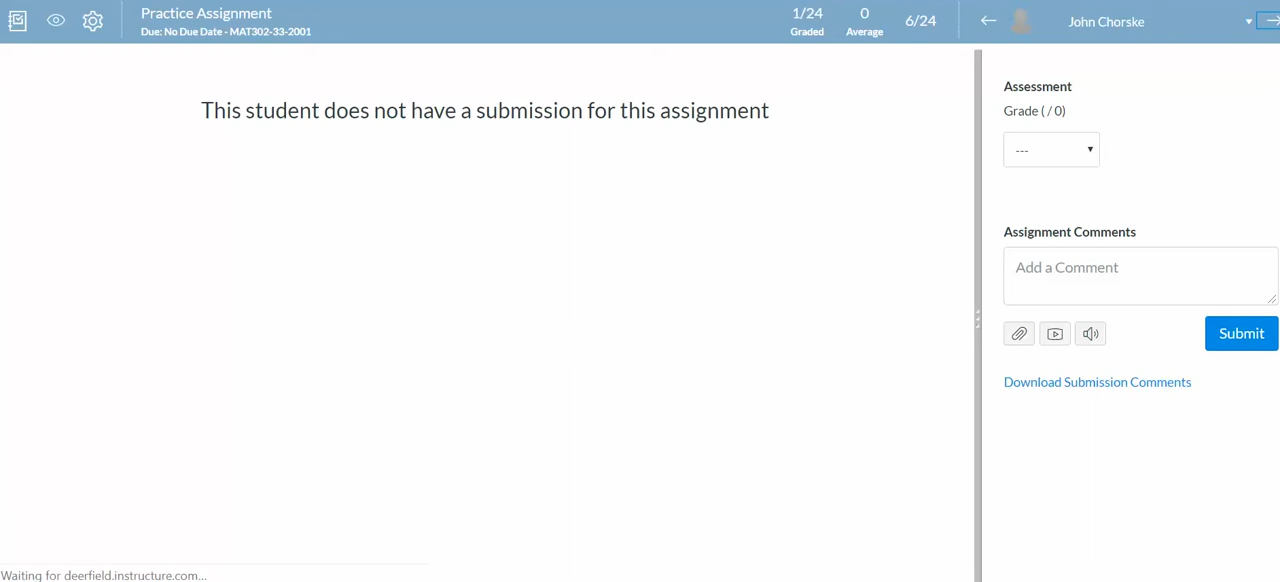 Practice Assignment
Due: No Due Date - MAT302-33-2001
1/24
Graded
0
Average
6/24
John Chorske
This student does not have a submission for this assignment
Assessment
Grade ( / 0)
---
Assignment Comments
Add a Comment
Submit
Download Submission Comments
Waiting for deerfield.instructure.com...